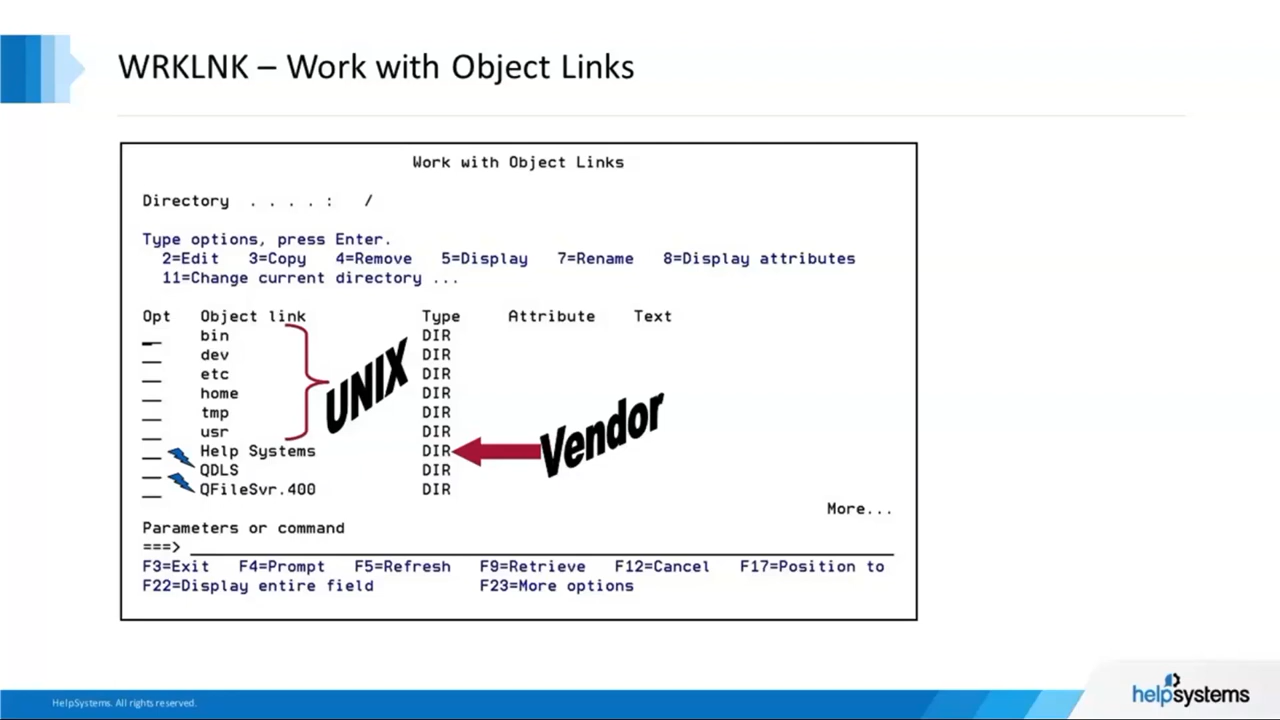 WRKLNK – Work with Object Links
Work with Object Links
Directory . . . . : /
Type options, press Enter.
2=Edit 3=Copy 4=Remove 5=Display 7=Rename 8=Display attributes
11=Change current directory ...
Opt Object link Type Attribute Text
bin DIR
dev DIR
etc DIR
home DIR
tmp DIR
usr DIR
Help Systems DIR
QDLS DIR
QFileSvr.400 DIR
UNIX
Vendor
More...
Parameters or command
===>
F3=Exit F4=Prompt F5=Refresh F9=Retrieve F12=Cancel F17=Position to
F22=Display entire field F23=More options
HelpSystems. All rights reserved.
helpsystems